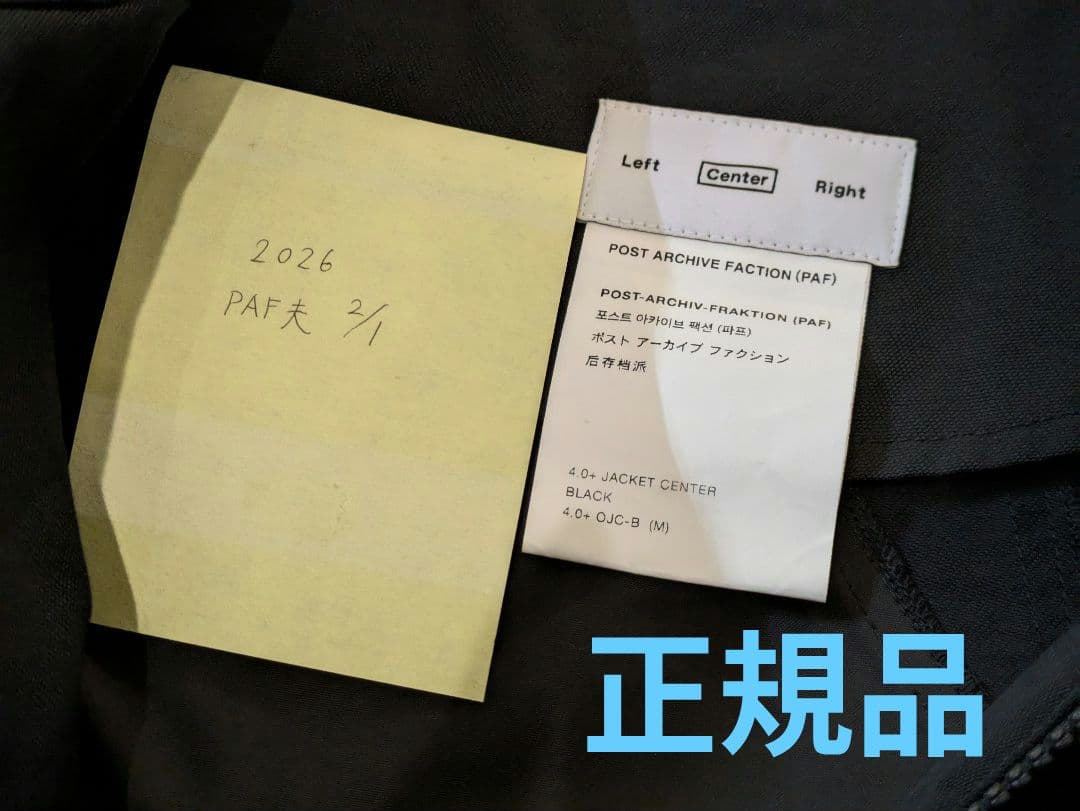 2026
PAF夫 2/1
Left Center Right
POST ARCHIVE FACTION (PAF)
POST-ARCHIV-FRAKTION (PAF)
포스트 아카이브 팩션 (파프)
ポスト アーカイブ ファクション
后存档派
4.0+ JACKET CENTER
BLACK
4.0+ OJC-B (M)
正規品